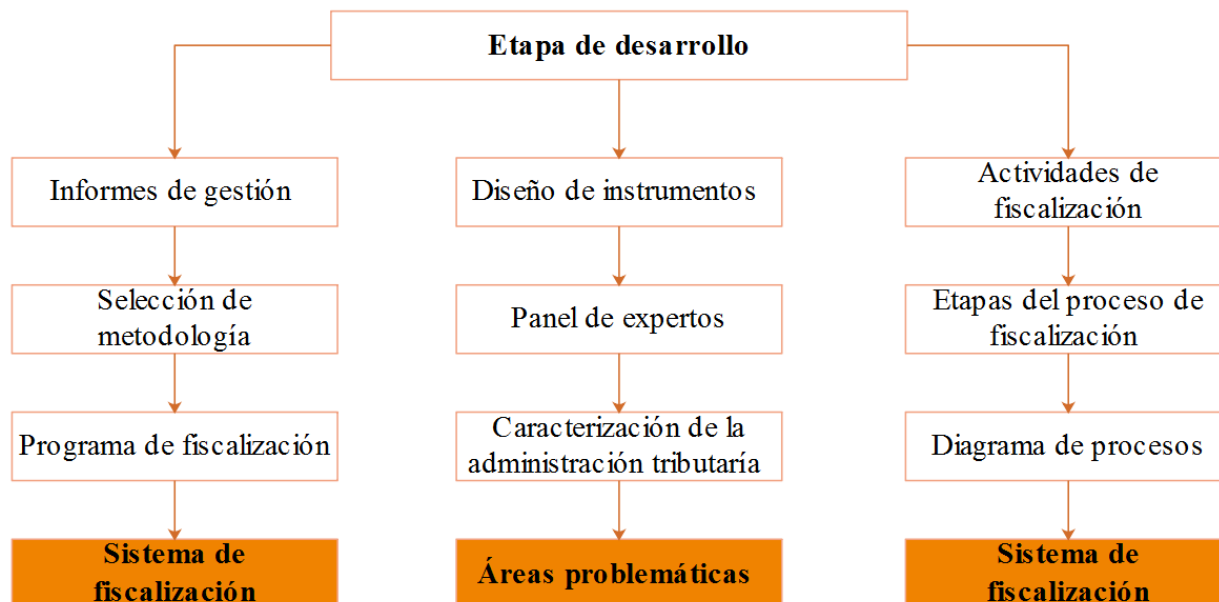 Etapa de desarrollo
Informes de gestión
Diseño de instrumentos
Actividades de
fiscalización
Selección de
metodología
Panel de expertos
Etapas del proceso de
fiscalización
Programa de fiscalización
Caracterización de la
administración tributaría
Diagrama de procesos
Sistema de
fiscalización
Áreas problemáticas
Sistema de
fiscalización